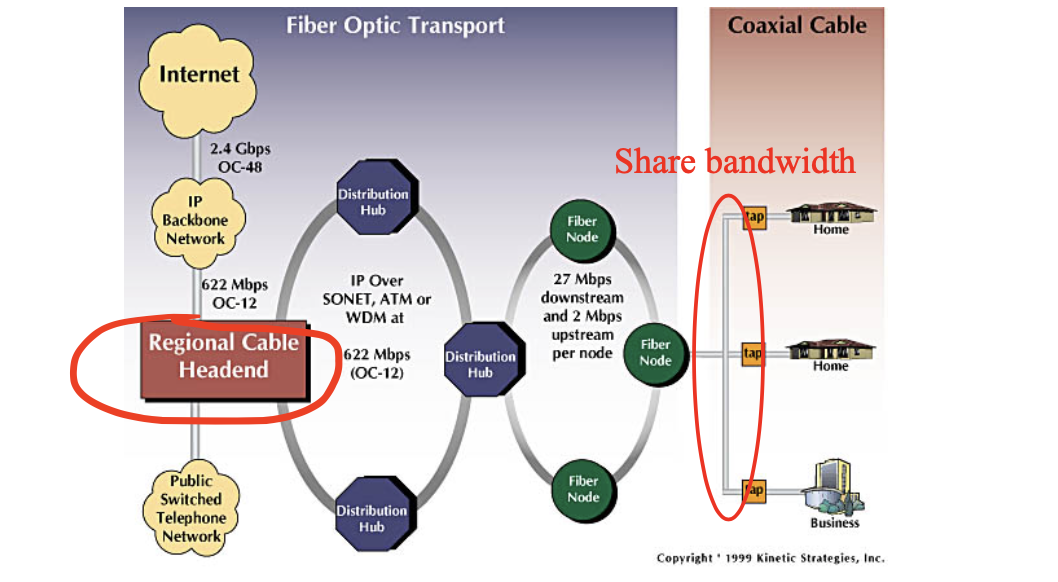 Fiber Optic Transport
Coaxial Cable
Internet
2.4 Gbps
OC-48
IP
Backbone
Network
622 Mbps
OC-12
Regional Cable
Headend
Public
Switched
Telephone
Network
Distribution
Hub
IP Over
SONET, ATM or
WDM at
622 Mbps
(OC-12)
Distribution
Hub
Distribution
Hub
Fiber
Node
27 Mbps
downstream
and 2 Mbps
upstream
per node
Fiber
Node
Fiber
Node
Share bandwidth
tap
Home
tap
Home
tap
Business
Copyright ' 1999 Kinetic Strategies, Inc.